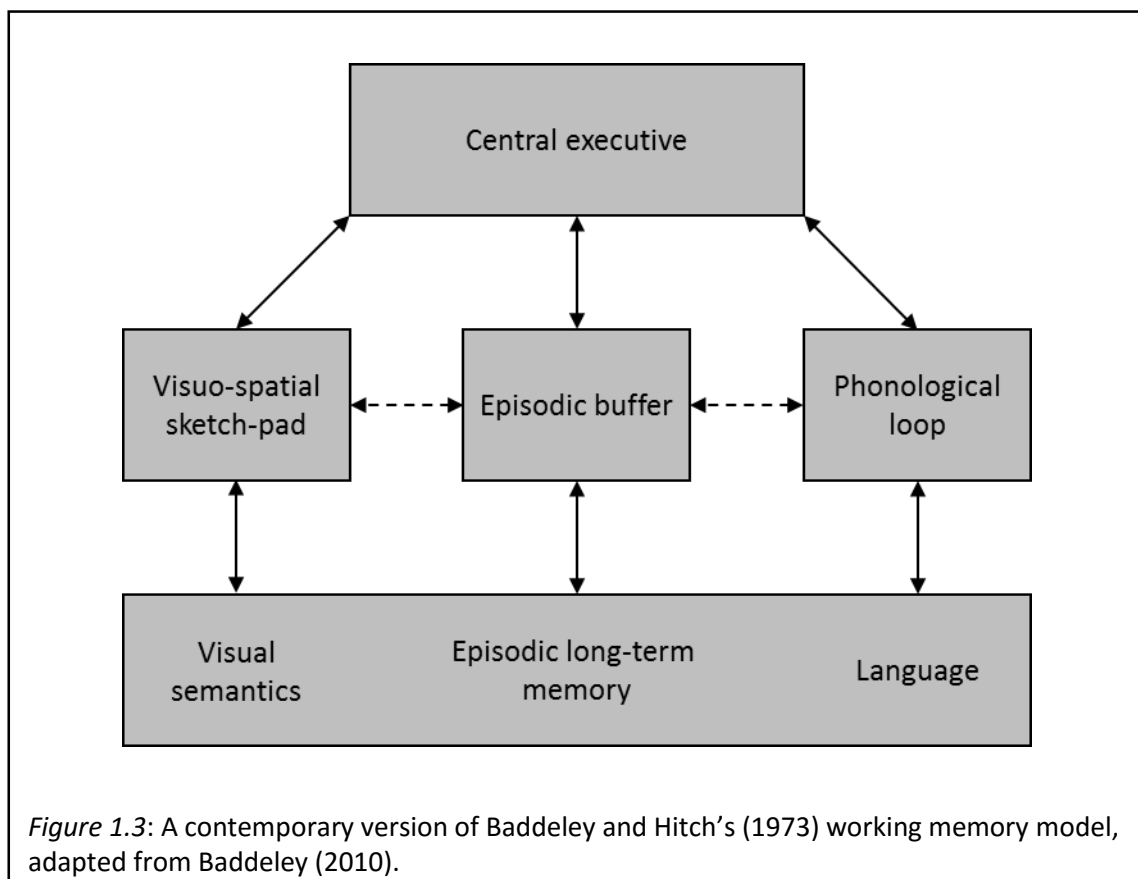 Central executive
Visuo-spatial
sketch-pad
Episodic buffer
Phonological
loop
Visual
semantics
Episodic long-term
memory
Language
Figure 1.3: A contemporary version of Baddeley and Hitch’s (1973) working memory model,
adapted from Baddeley (2010).